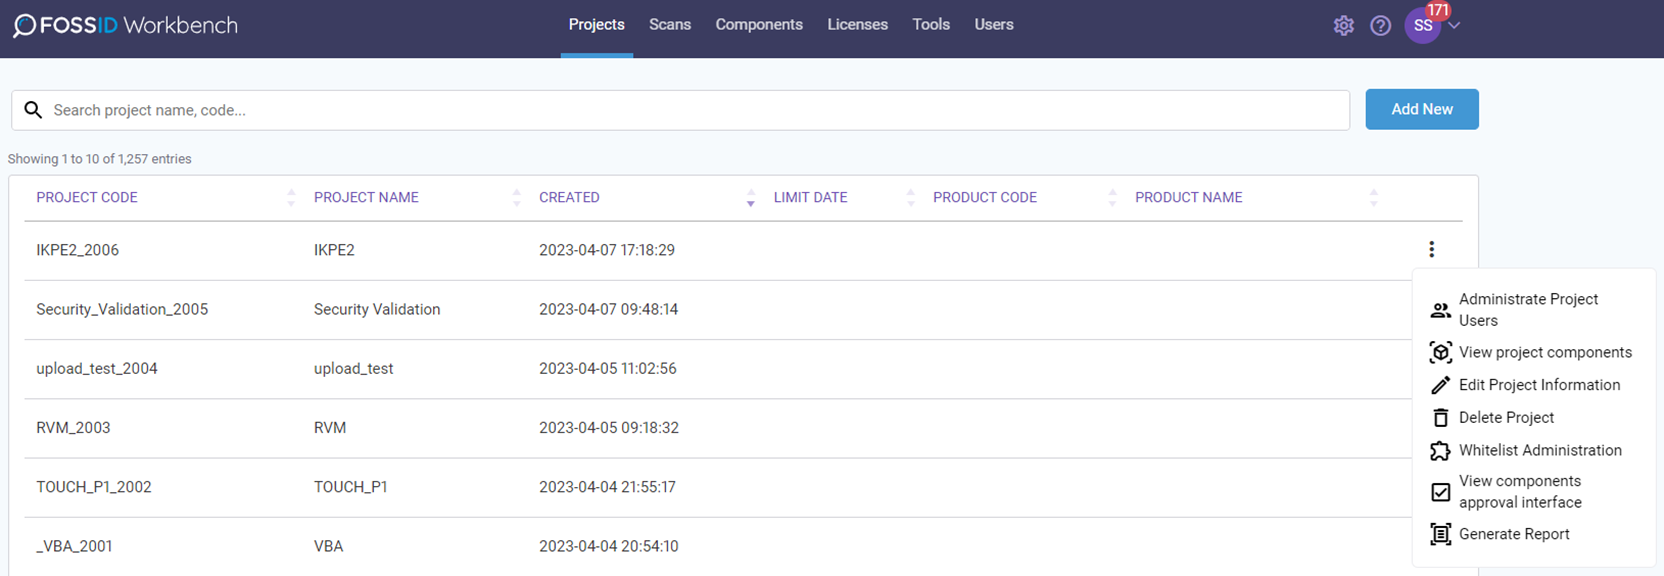 FOSSID Workbench
Projects Scans Components Licenses Tools Users
171
SS
Search project name, code...
Add New
Showing 1 to 10 of 1,257 entries
PROJECT CODE PROJECT NAME CREATED LIMIT DATE PRODUCT CODE PRODUCT NAME
IKPE2_2006 IKPE2 2023-04-07 17:18:29
Security_Validation_2005 Security Validation 2023-04-07 09:48:14
upload_test_2004 upload_test 2023-04-05 11:02:56
RVM_2003 RVM 2023-04-05 09:18:32
TOUCH_P1_2002 TOUCH_P1 2023-04-04 21:55:17
_VBA_2001 VBA 2023-04-04 20:54:10
Administrate Project
Users
View project components
Edit Project Information
Delete Project
Whitelist Administration
View components
approval interface
Generate Report